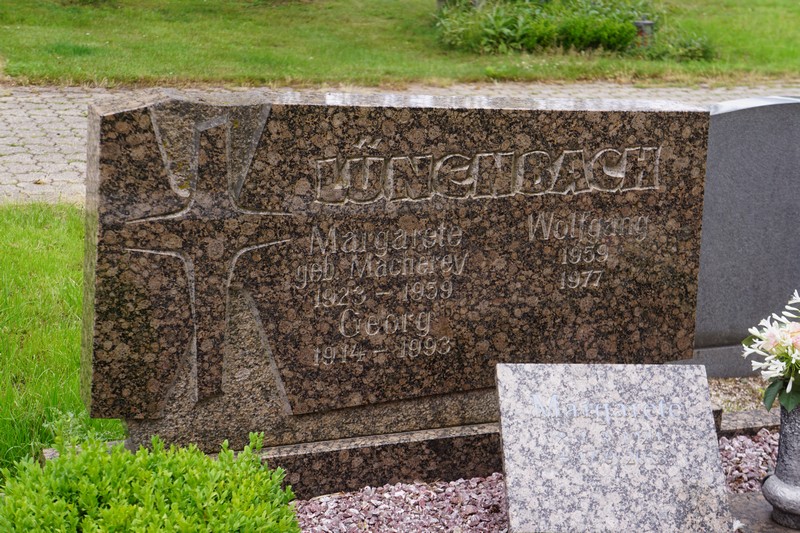 LÜNENBACH
Margarete
geb. Macherey
1923 - 1959
Georg
1914 - 1993
Wolfgang
1959
1977
Margarete